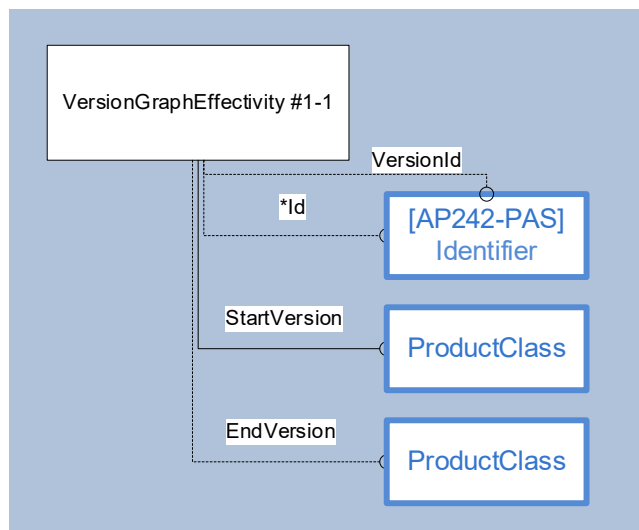 VersionGraphEffectivity #1-1
VersionId
*Id
[AP242-PAS]
Identifier
StartVersion
ProductClass
EndVersion
ProductClass